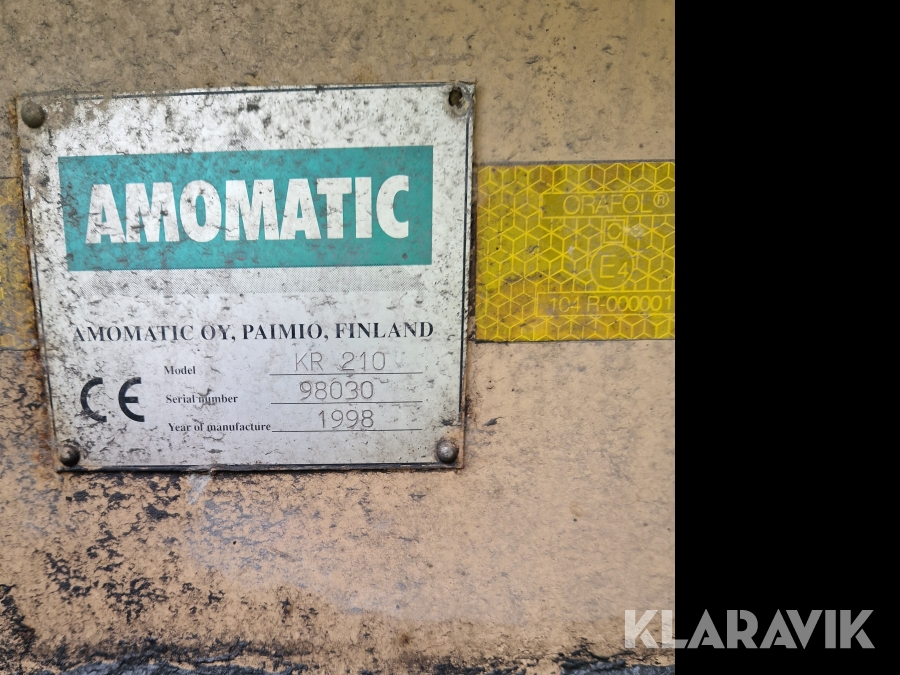 AMOMATIC
AMOMATIC OY, PAIMIO, FINLAND
Model KR 210
Serial number 98030
Year of manufacture 1998
CE
ORAFOL®
E4
104 R-000001
KLARAVIK